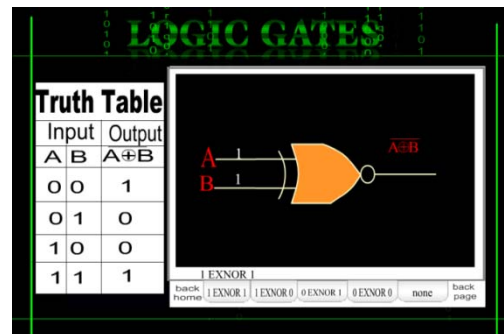 LOGIC GATES
Truth Table
Input Output
A B A⊕B
0 0 1
0 1 0
1 0 0
1 1 1
A 1
B 1
A⊕B
1 EXNOR 1
back home 1 EXNOR 1 1 EXNOR 0 0 EXNOR 1 0 EXNOR 0 none back page